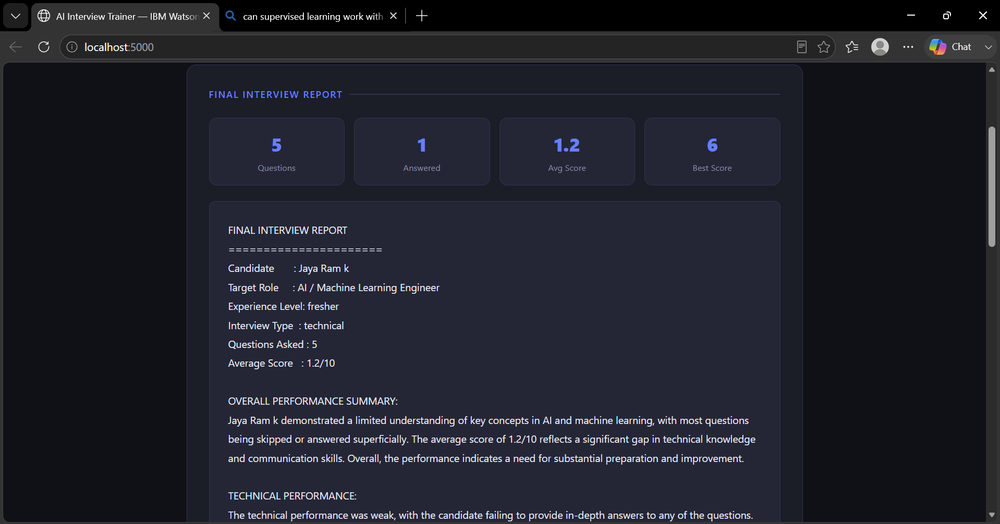 AI Interview Trainer — IBM Watson
can supervised learning work with
localhost:5000
Chat
FINAL INTERVIEW REPORT
5
Questions
1
Answered
1.2
Avg Score
6
Best Score
FINAL INTERVIEW REPORT
======================
Candidate : Jaya Ram k
Target Role : AI / Machine Learning Engineer
Experience Level: fresher
Interview Type : technical
Questions Asked : 5
Average Score : 1.2/10
OVERALL PERFORMANCE SUMMARY:
Jaya Ram k demonstrated a limited understanding of key concepts in AI and machine learning, with most questions
being skipped or answered superficially. The average score of 1.2/10 reflects a significant gap in technical knowledge
and communication skills. Overall, the performance indicates a need for substantial preparation and improvement.
TECHNICAL PERFORMANCE:
The technical performance was weak, with the candidate failing to provide in-depth answers to any of the questions.